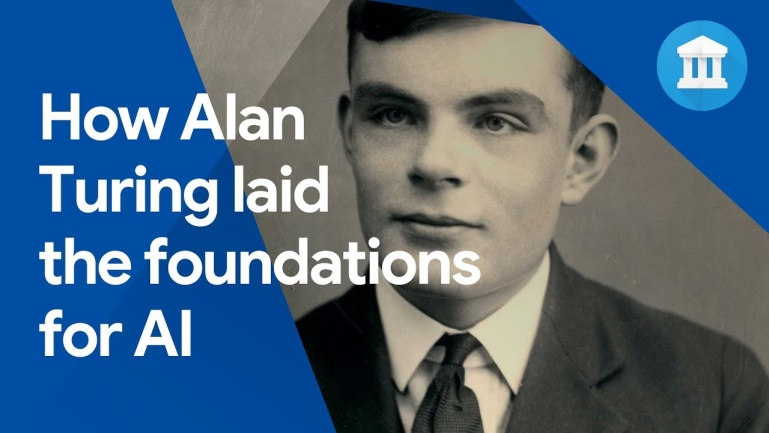 How Alan
Turing laid
the foundations
for AI